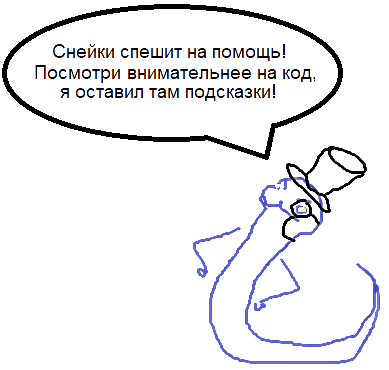 Снейки спешит на помощь!
Посмотри внимательнее на код,
я оставил там подсказки!